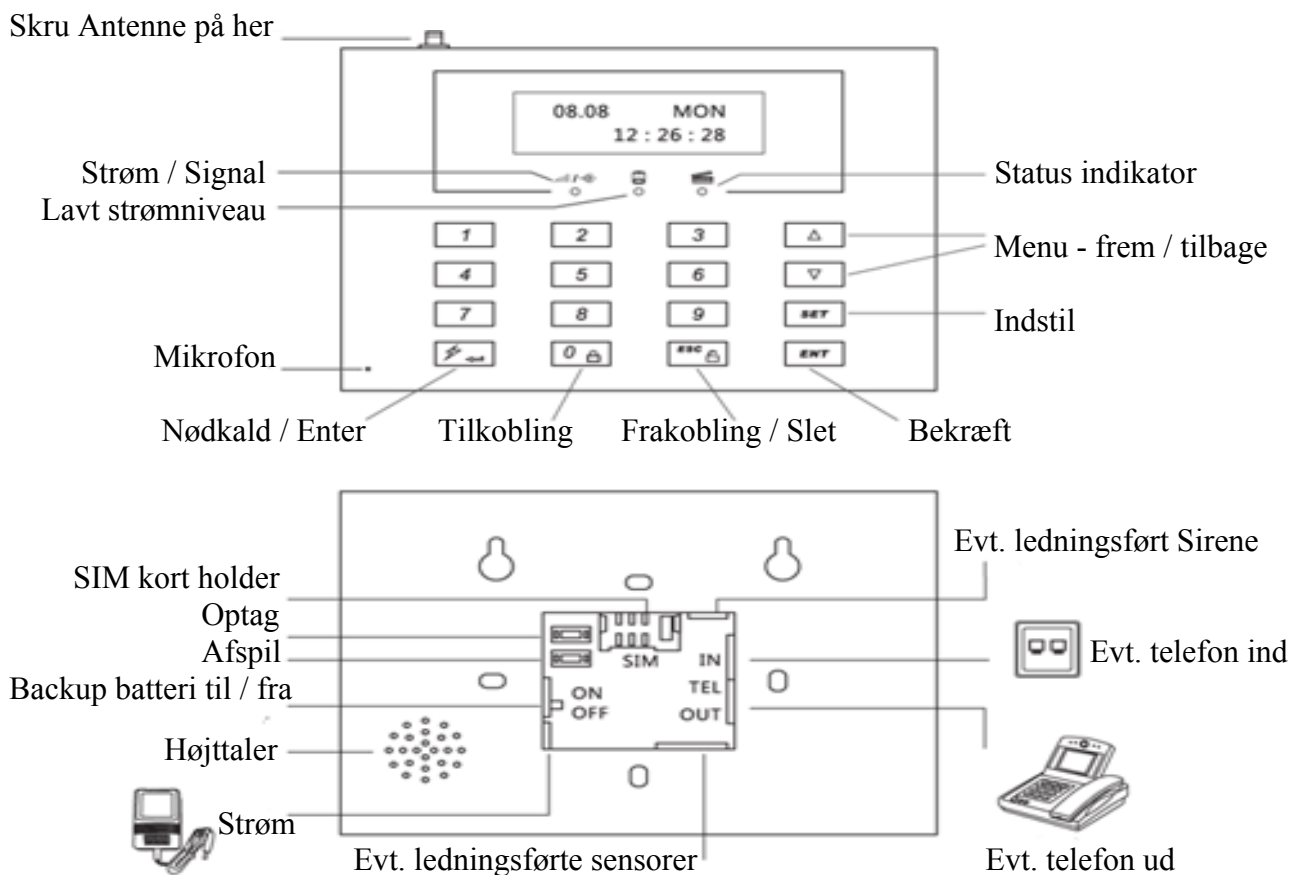 Skru Antenne på her
08.08 MON
12 : 26 : 28
Strøm / Signal
Lavt strømniveau
Status indikator
1 2 3
Menu - frem / tilbage
4 5 6
7 8 9 SET
Indstil
Mikrofon
0 ESC ENT
Nødkald / Enter
Tilkobling
Frakobling / Slet
Bekræft
Evt. ledningsført Sirene
SIM kort holder
Optag
Afspil
SIM IN
Evt. telefon ind
Backup batteri til / fra
ON TEL
OFF OUT
Højttaler
Strøm
Evt. ledningsførte sensorer
Evt. telefon ud